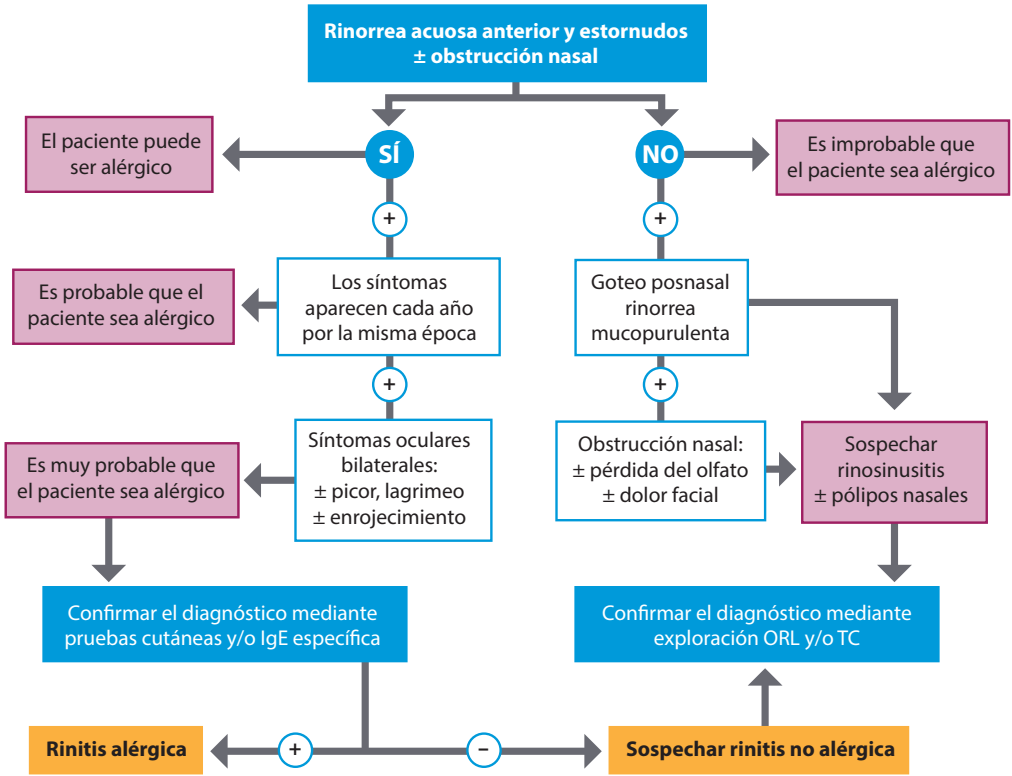 Rinorrea acuosa anterior y estornudos
± obstrucción nasal
El paciente puede
ser alérgico
SÍ
NO
Es improbable que
el paciente sea alérgico
+
+
Es probable que el
paciente sea alérgico
Los síntomas
aparecen cada año
por la misma época
Goteo posnasal
rinorrea
mucopurulenta
+
+
Es muy probable que
el paciente sea alérgico
Síntomas oculares
bilaterales:
± picor, lagrimeo
± enrojecimiento
Obstrucción nasal:
± pérdida del olfato
± dolor facial
Sospechar
rinosinusitis
± pólipos nasales
Confirmar el diagnóstico mediante
pruebas cutáneas y/o IgE específica
Confirmar el diagnóstico mediante
exploración ORL y/o TC
Rinitis alérgica
+
−
Sospechar rinitis no alérgica